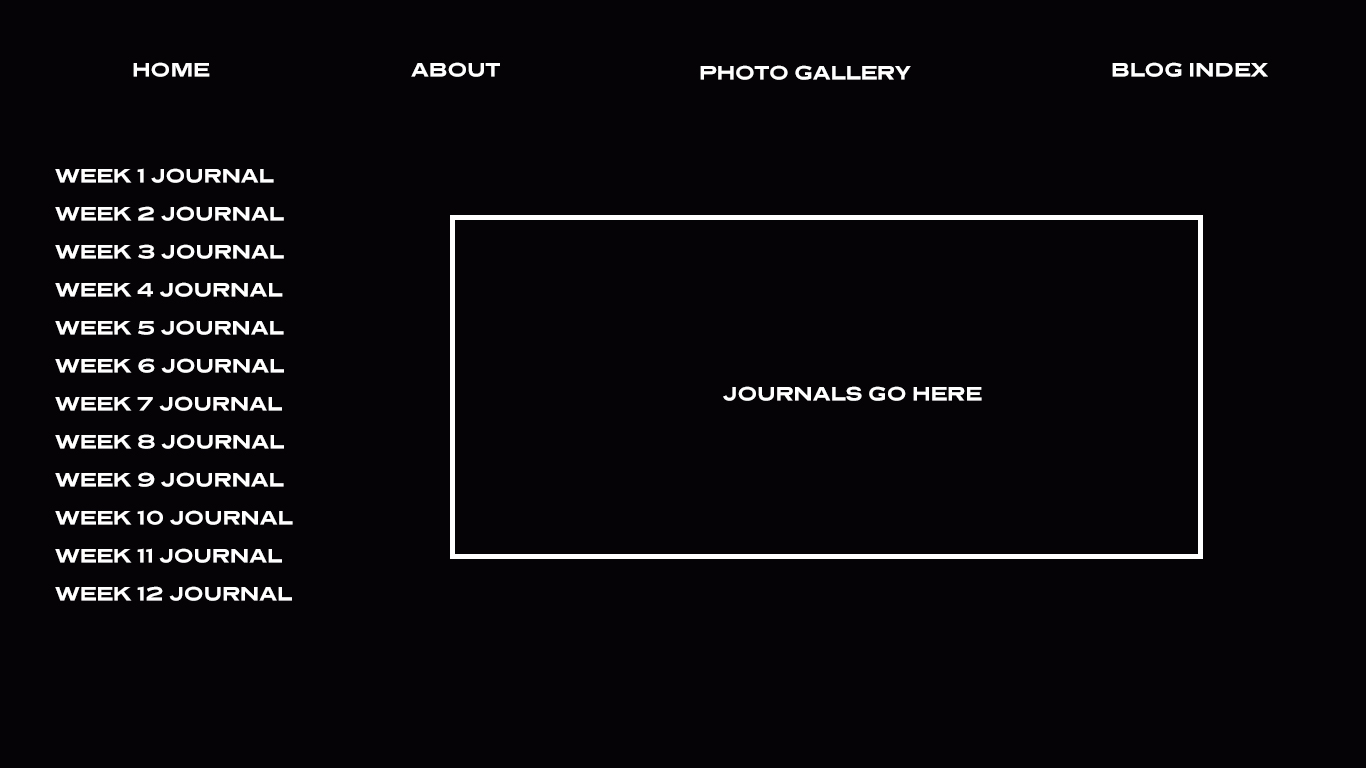 HOME
ABOUT
PHOTO GALLERY
BLOG INDEX
WEEK 1 JOURNAL
WEEK 2 JOURNAL
WEEK 3 JOURNAL
WEEK 4 JOURNAL
WEEK 5 JOURNAL
WEEK 6 JOURNAL
WEEK 7 JOURNAL
WEEK 8 JOURNAL
WEEK 9 JOURNAL
WEEK 10 JOURNAL
WEEK 11 JOURNAL
WEEK 12 JOURNAL
JOURNALS GO HERE